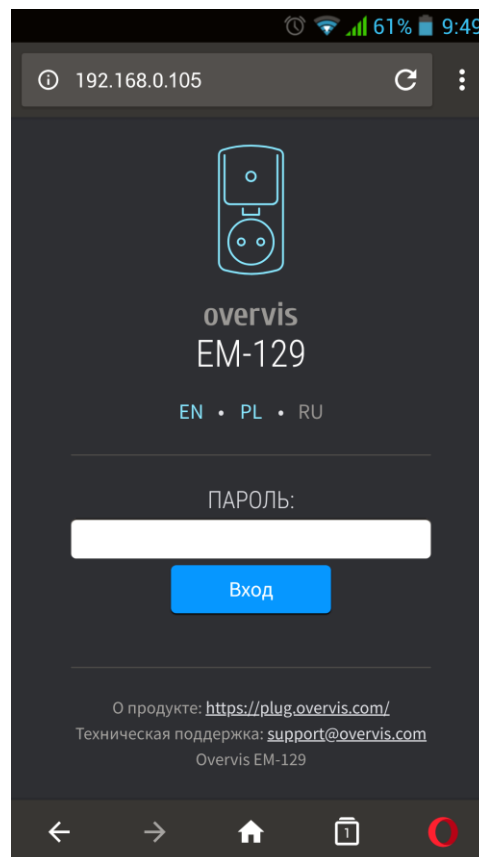 61% 9:49
192.168.0.105
overvis
EM-129
EN • PL • RU
ПАРОЛЬ:
Вход
О продукте: https://plug.overvis.com/
Техническая поддержка: support@overvis.com
Overvis EM-129
1